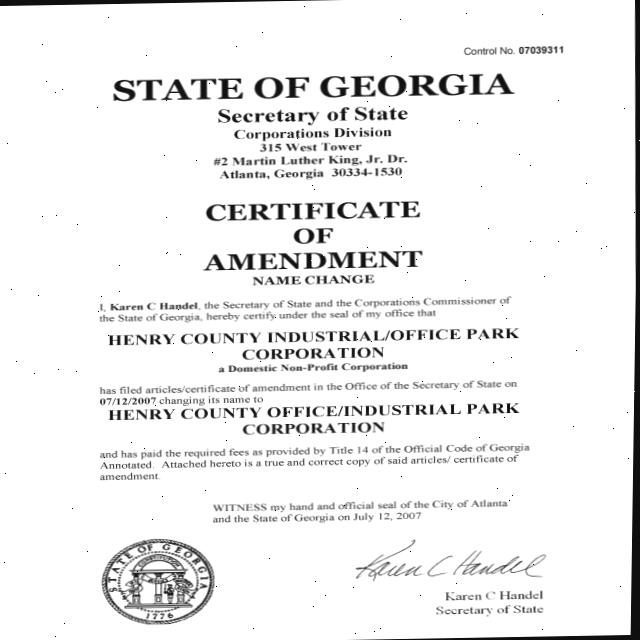 Control No. 07039311
STATE OF GEORGIA
Secretary of State
Corporations Division
315 West Tower
#2 Martin Luther King, Jr. Dr.
Atlanta, Georgia 30334-1530
CERTIFICATE
OF
AMENDMENT
NAME CHANGE
I, Karen C Handel, the Secretary of State and the Corporations Commissioner of
the State of Georgia, hereby certify under the seal of my office that
HENRY COUNTY INDUSTRIAL/OFFICE PARK
CORPORATION
a Domestic Non-Profit Corporation
has filed articles/certificate of amendment in the Office of the Secretary of State on
07/12/2007 changing its name to
HENRY COUNTY OFFICE/INDUSTRIAL PARK
CORPORATION
and has paid the required fees as provided by Title 14 of the Official Code of Georgia
Annotated. Attached hereto is a true and correct copy of said articles/ certificate of
amendment.
WITNESS my hand and official seal of the City of Atlanta
and the State of Georgia on July 12, 2007
STATE OF GEORGIA
CONSTITUTION
1776
Karen C Handel
Karen C Handel
Secretary of State